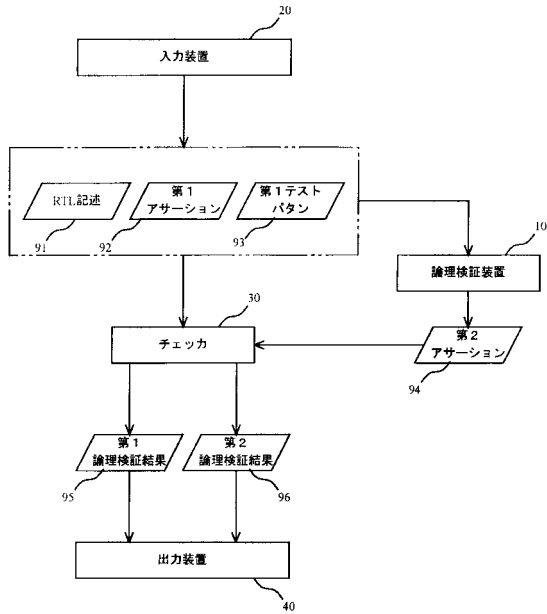 20
入力装置
RTL記述
第1
アサーション
第1テスト
パタン
91
92
93
10
論理検証装置
30
チェッカ
第2
アサーション
94
第1
論理検証結果
第2
論理検証結果
95
96
出力装置
40